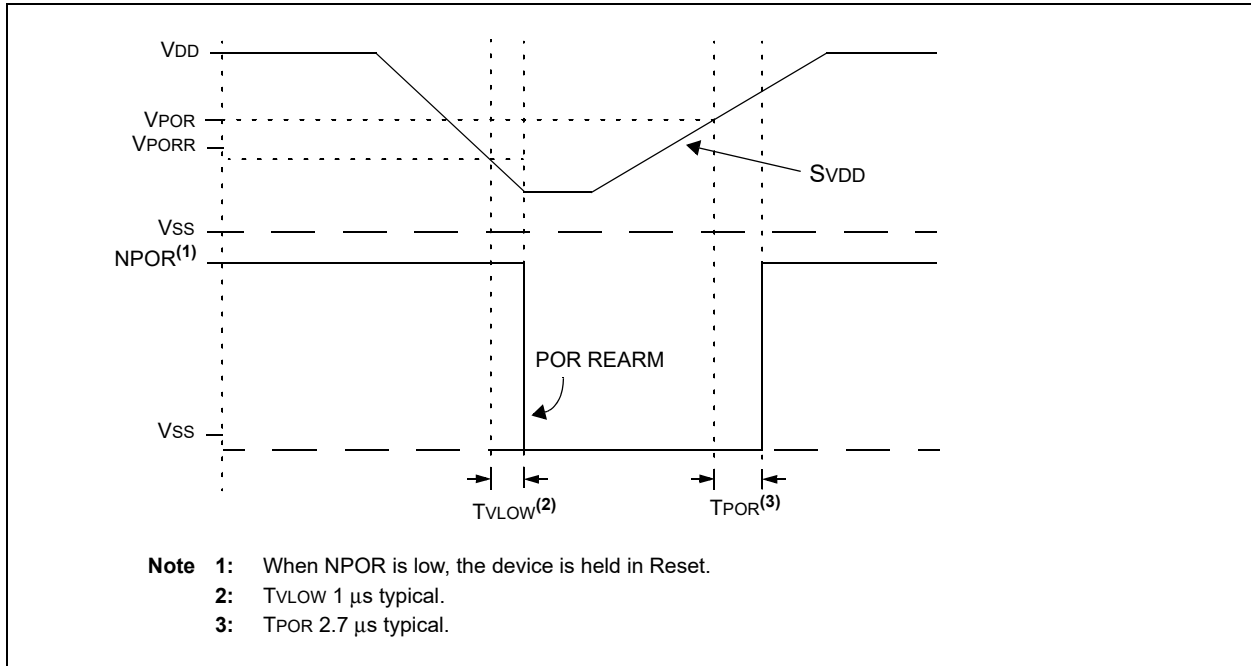 VDD
VPOR
VPORR
SVDD
VSS
NPOR(1)
POR REARM
VSS
TVLOW(2)
TPOR(3)
Note 1: When NPOR is low, the device is held in Reset.
2: TVLOW 1 μs typical.
3: TPOR 2.7 μs typical.